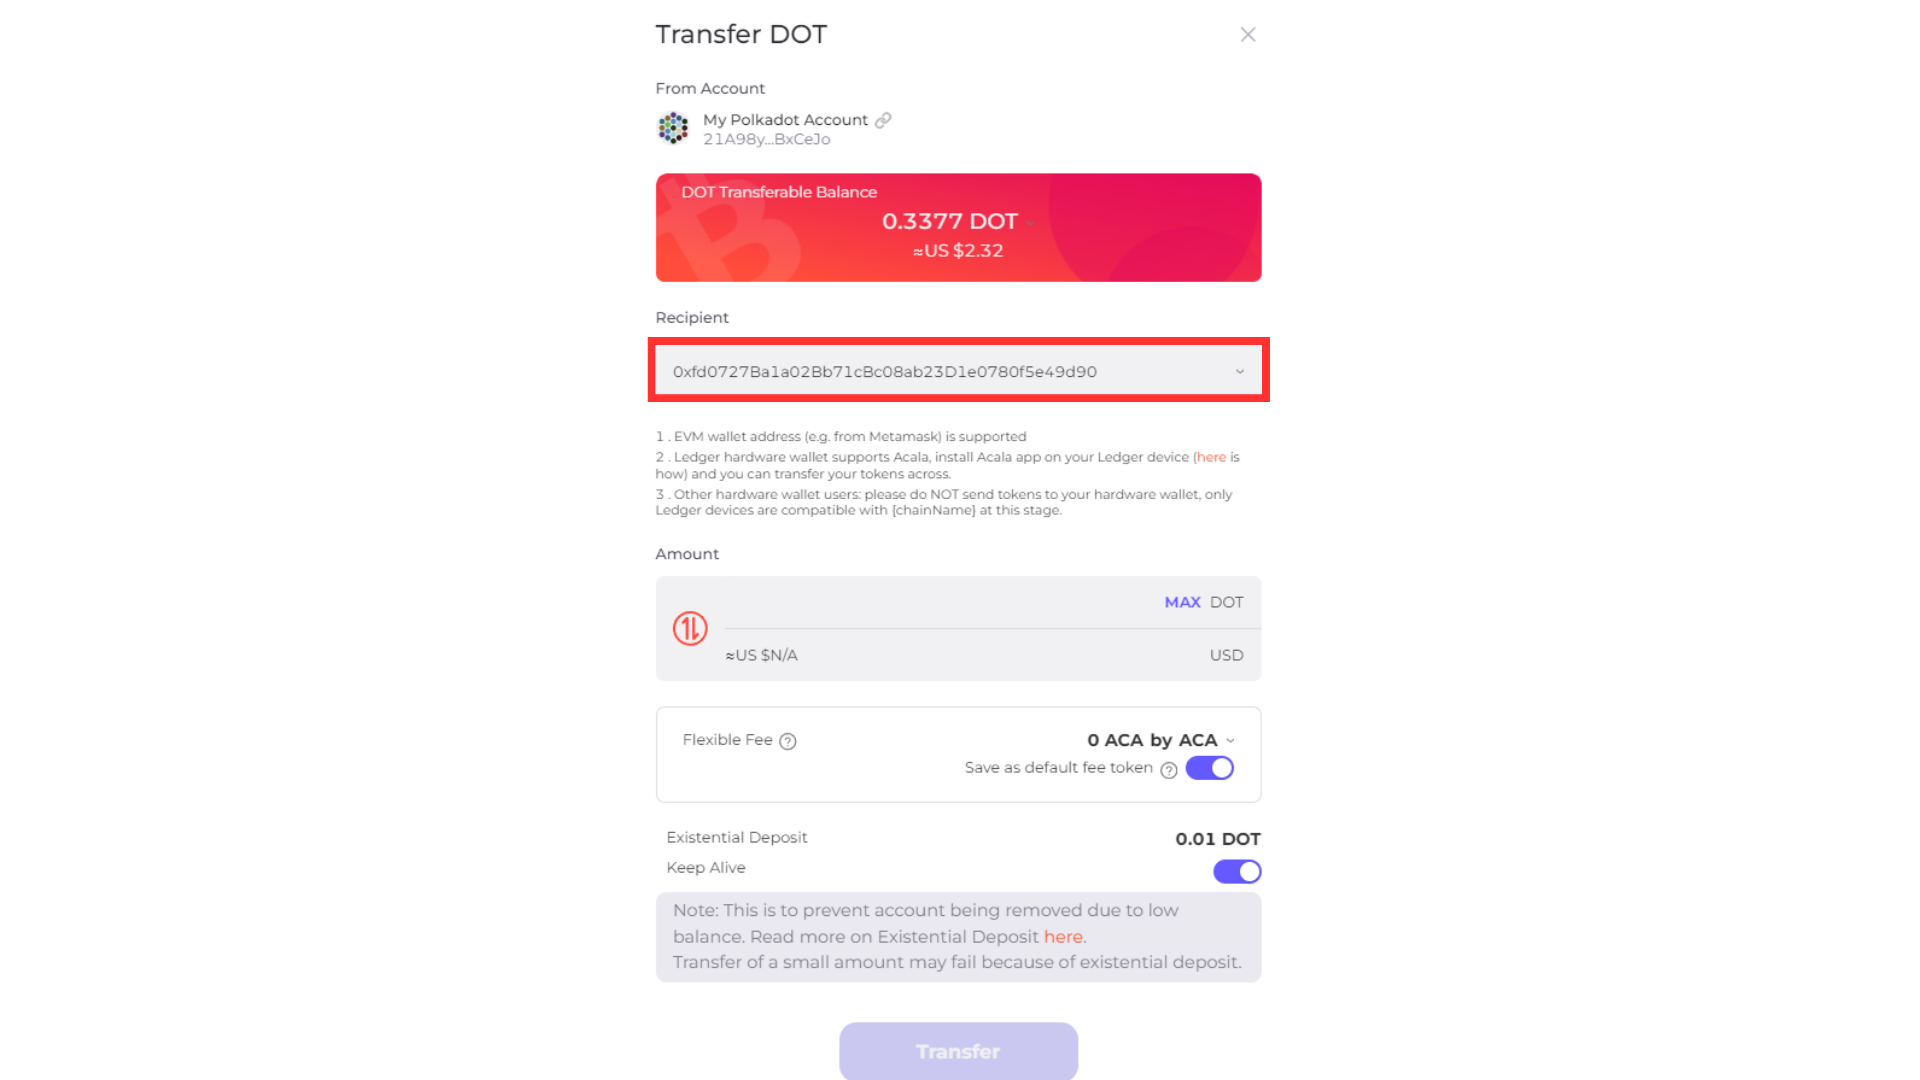 Transfer DOT
From Account
My Polkadot Account
21A98y...BxCeJo
DOT Transferable Balance
0.3377 DOT
≈US $2.32
Recipient
0xfd0727Ba1a02Bb71cBc08ab23D1e0780f5e49d90
1 . EVM wallet address (e.g. from Metamask) is supported
2 . Ledger hardware wallet supports Acala, install Acala app on your Ledger device (here is
how) and you can transfer your tokens across.
3 . Other hardware wallet users: please do NOT send tokens to your hardware wallet, only
Ledger devices are compatible with {chainName} at this stage.
Amount
MAX DOT
≈US $N/A USD
Flexible Fee ? 0 ACA by ACA
Save as default fee token ?
Existential Deposit 0.01 DOT
Keep Alive
Note: This is to prevent account being removed due to low
balance. Read more on Existential Deposit here.
Transfer of a small amount may fail because of existential deposit.
Transfer